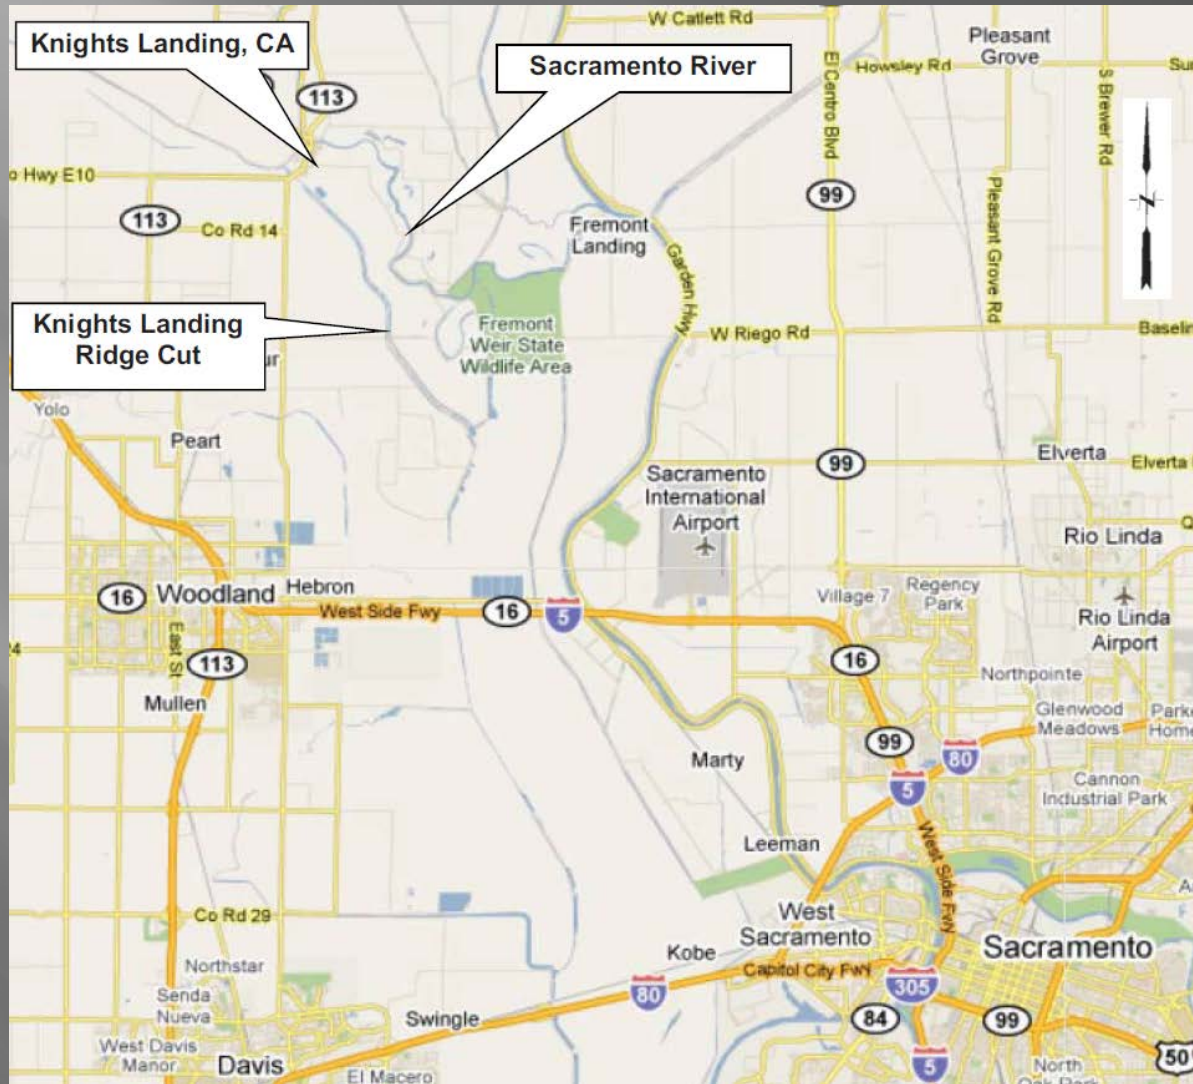 Knights Landing, CA
Sacramento River
W Catlett Rd
Pleasant
Grove
Howsley Rd
El Centro Blvd
S Brewer Rd
113
Hwy E10
99
113
Co Rd 14
Pleasant Grove Rd
Fremont
Landing
Garden Hwy
N
Knights Landing
Ridge Cut
Fremont
Weir State
Wildlife Area
W Riego Rd
Yolo
Peart
Elverta
Elverta
99
Sacramento
International
Airport
Rio Linda
16
Woodland
Hebron
West Side Fwy
16
5
Village 7
Regency
Park
Rio Linda
Airport
East St
113
16
Northpointe
Mullen
Glenwood
Meadows
99
80
Marty
5
Cannon
Industrial Park
West Side Fwy
Leeman
Co Rd 29
West
Sacramento
Kobe
Sacramento
Northstar
Capitol City Fwy
80
305
Senda
Nueva
Swingle
84
99
West Davis
Manor
Davis
El Macero
5
North
50